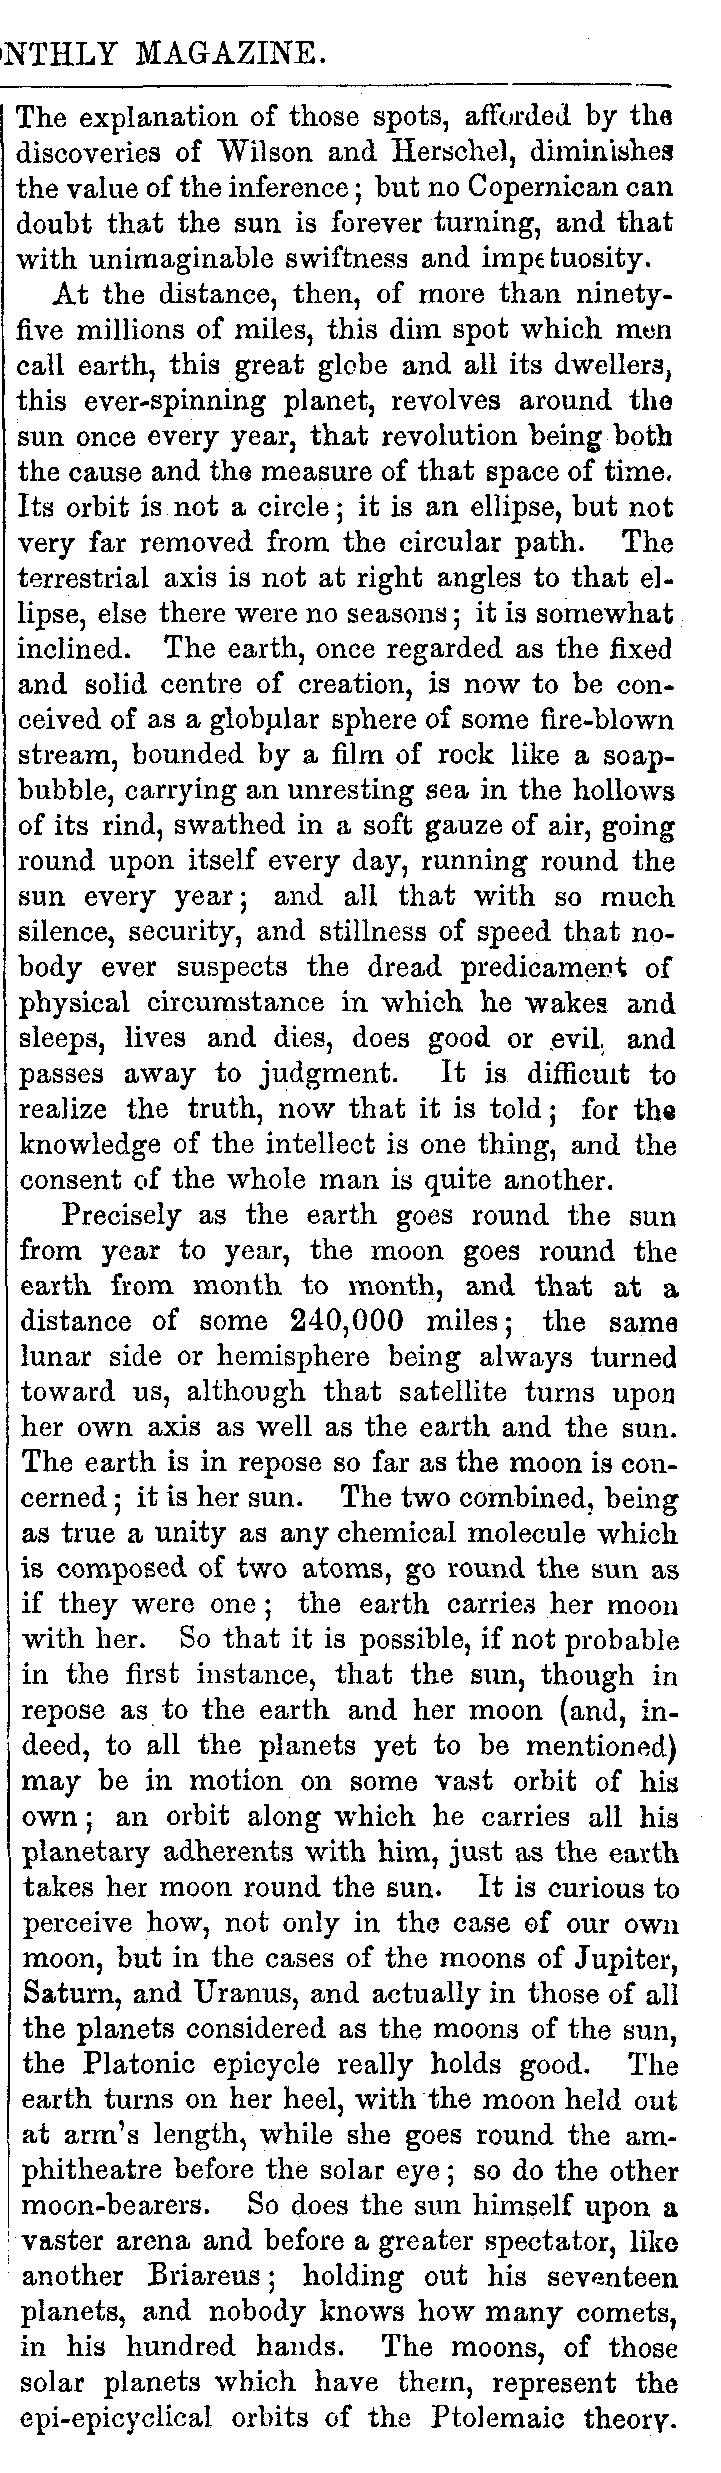 ONTHLY MAGAZINE.
The explanation of those spots, afforded by the
discoveries of Wilson and Herschel, diminishes
the value of the inference; but no Copernican can
doubt that the sun is forever turning, and that
with unimaginable swiftness and impetuosity.
At the distance, then, of more than ninety-
five millions of miles, this dim spot which men
call earth, this great globe and all its dwellers,
this ever-spinning planet, revolves around the
sun once every year, that revolution being both
the cause and the measure of that space of time.
Its orbit is not a circle; it is an ellipse, but not
very far removed from the circular path. The
terrestrial axis is not at right angles to that el-
lipse, else there were no seasons; it is somewhat
inclined. The earth, once regarded as the fixed
and solid centre of creation, is now to be con-
ceived of as a globular sphere of some fire-blown
stream, bounded by a film of rock like a soap-
bubble, carrying an unresting sea in the hollows
of its rind, swathed in a soft gauze of air, going
round upon itself every day, running round the
sun every year; and all that with so much
silence, security, and stillness of speed that no-
body ever suspects the dread predicament of
physical circumstance in which he wakes and
sleeps, lives and dies, does good or evil, and
passes away to judgment. It is difficult to
realize the truth, now that it is told; for the
knowledge of the intellect is one thing, and the
consent of the whole man is quite another.
Precisely as the earth goes round the sun
from year to year, the moon goes round the
earth from month to month, and that at a
distance of some 240,000 miles; the same
lunar side or hemisphere being always turned
toward us, although that satellite turns upon
her own axis as well as the earth and the sun.
The earth is in repose so far as the moon is con-
cerned; it is her sun. The two combined, being
as true a unity as any chemical molecule which
is composed of two atoms, go round the sun as
if they were one; the earth carries her moon
with her. So that it is possible, if not probable
in the first instance, that the sun, though in
repose as to the earth and her moon (and, in-
deed, to all the planets yet to be mentioned)
may be in motion on some vast orbit of his
own; an orbit along which he carries all his
planetary adherents with him, just as the earth
takes her moon round the sun. It is curious to
perceive how, not only in the case of our own
moon, but in the cases of the moons of Jupiter,
Saturn, and Uranus, and actually in those of all
the planets considered as the moons of the sun,
the Platonic epicycle really holds good. The
earth turns on her heel, with the moon held out
at arm's length, while she goes round the am-
phitheatre before the solar eye; so do the other
moon-bearers. So does the sun himself upon a
vaster arena and before a greater spectator, like
another Briareus; holding out his seventeen
planets, and nobody knows how many comets,
in his hundred hands. The moons, of those
solar planets which have them, represent the
epi-epicyclical orbits of the Ptolemaic theory.